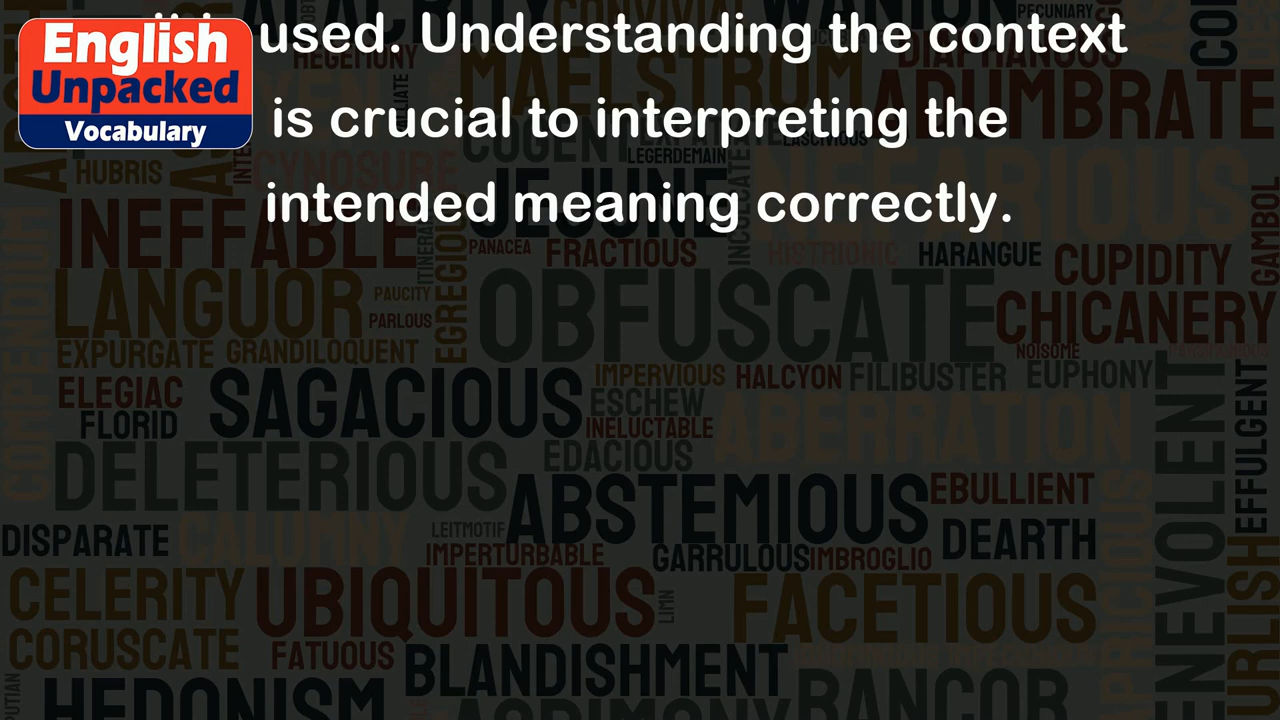 English
Unpacked
Vocabulary
used. Understanding the context
is crucial to interpreting the
intended meaning correctly.
PECUNIARY
HEGEMONY
MAELSTROM
DIAPHANOUS
ADUMBRATE
COGENT
LEGERDEMAIN
LASCIVIOUS
HUBRIS
CYNOSURE
JEJUNE
NEFARIOUS
INEFFABLE
PANACEA
FRACTIOUS
HISTRIONIC
HARANGUE
CUPIDITY
GAMBOL
LANGUOR
PAUCITY
PARLOUS
EGREGIOUS
OBFUSCATE
CHICANERY
NOISOME
EXPURGATE
GRANDILOQUENT
COMPENDIUM
ELEGIAC
FLORID
SAGACIOUS
IMPERVIOUS
HALCYON
FILIBUSTER
EUPHONY
ESCHEW
INELUCTABLE
ABERRATION
DELETERIOUS
EDACIOUS
ABSTEMIOUS
EBULLIENT
EFFULGENT
DISPARATE
CALUMNY
LEITMOTIF
IMPERTURBABLE
GARRULOUS
IMBROGLIO
DEARTH
CELERITY
UBIQUITOUS
LIMN
FACETIOUS
CORUSCATE
FATUOUS
BLANDISHMENT
HEDONISM
RANCOR